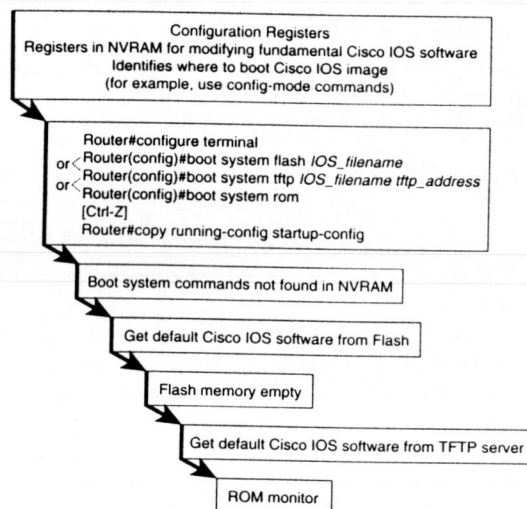 Configuration Registers
Registers in NVRAM for modifying fundamental Cisco IOS software
Identifies where to boot Cisco IOS image
(for example, use config-mode commands)
Router#configure terminal
or< Router(config)#boot system flash IOS_filename
or< Router(config)#boot system tftp IOS_filename tftp_address
Router(config)#boot system rom
[Ctrl-Z]
Router#copy running-config startup-config
Boot system commands not found in NVRAM
Get default Cisco IOS software from Flash
Flash memory empty
Get default Cisco IOS software from TFTP server
ROM monitor